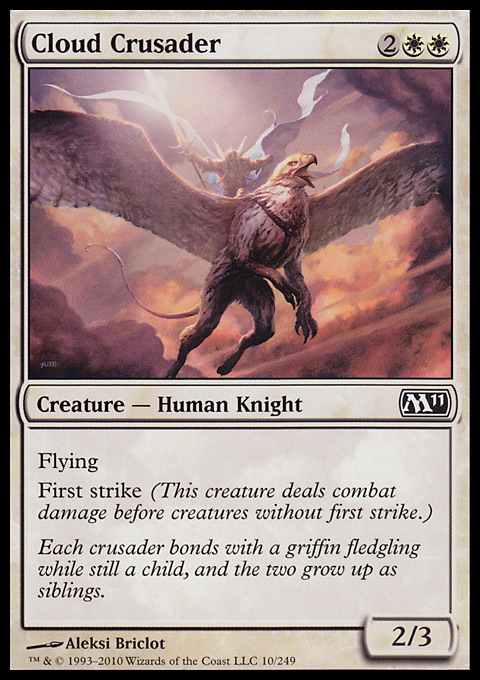 Cloud Crusader 2
Creature — Human Knight M11
Flying
First strike (This creature deals combat
damage before creatures without first strike.)
Each crusader bonds with a griffin fledgling
while still a child, and the two grow up as
siblings.
Aleksi Briclot
2/3
™ & © 1993–2010 Wizards of the Coast LLC 10/249